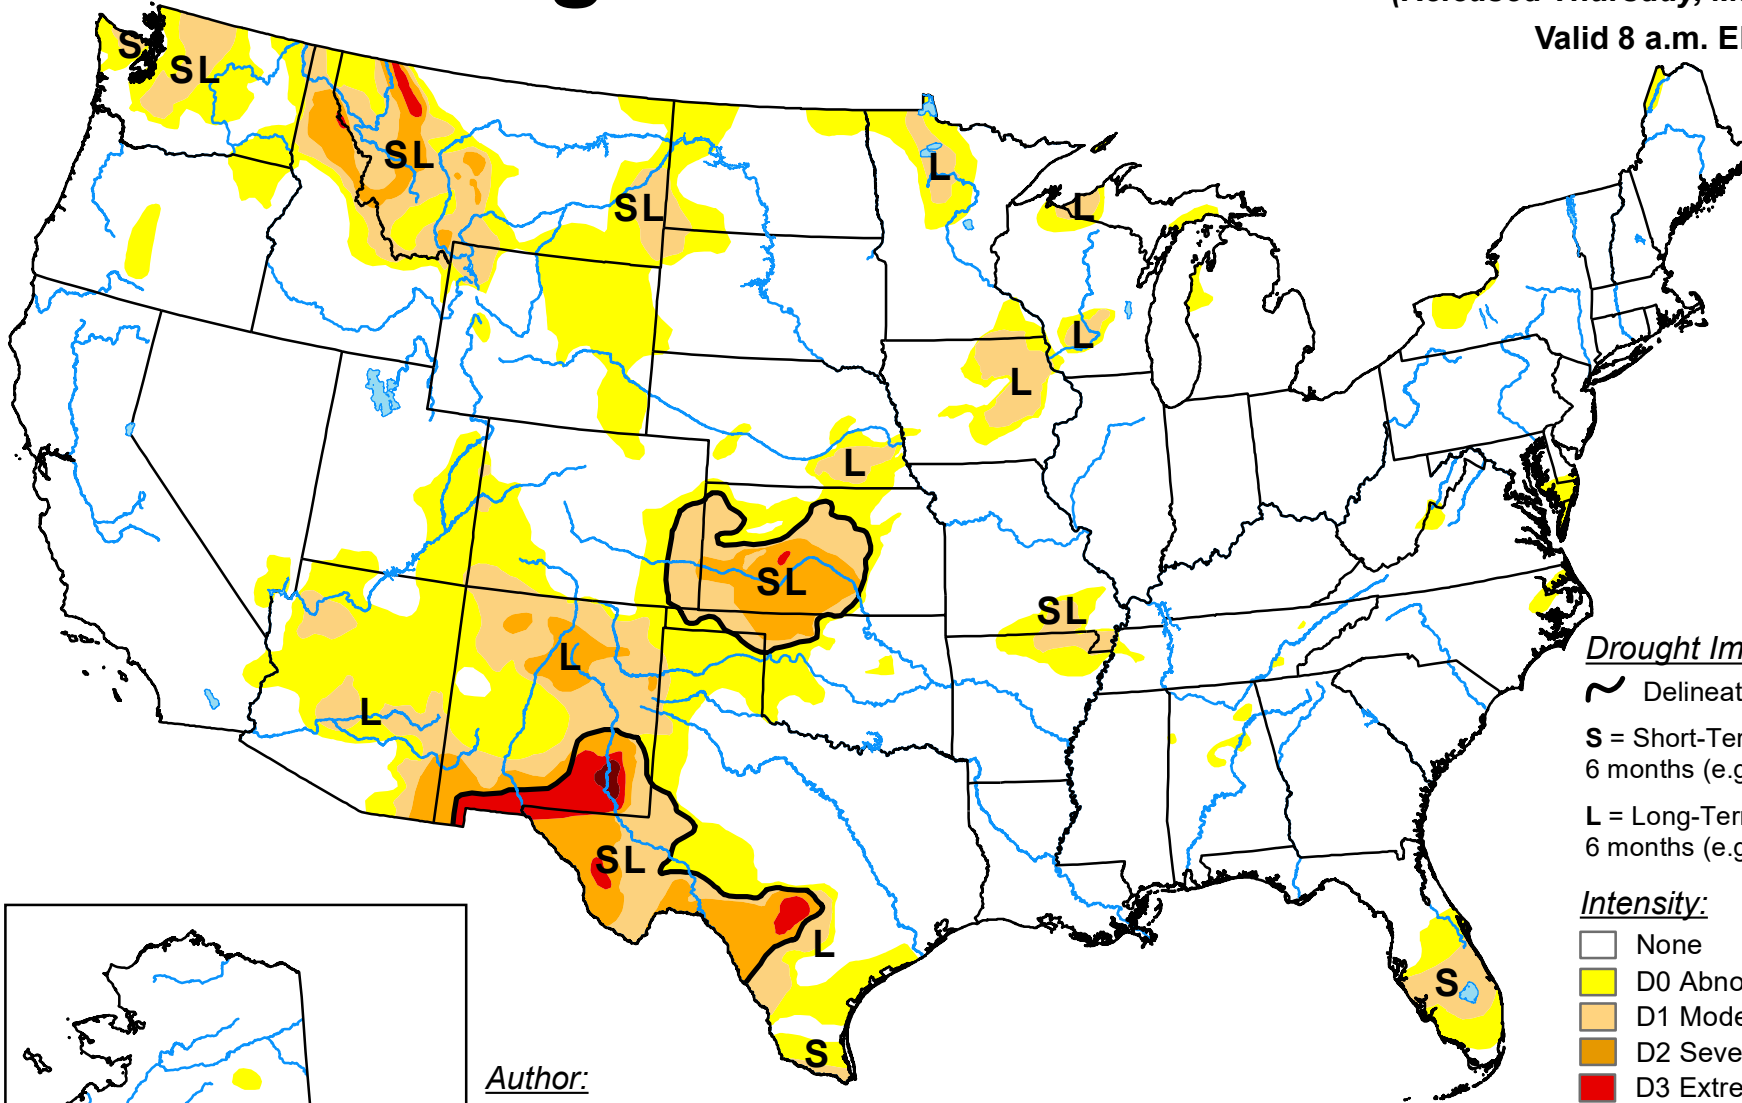 Valid 8 a.m. E
S
SL
SL
SL
L
L
L
L
L
SL
SL
L
L
SL
L
S
S
Drought Im
Delineat
S = Short-Ter
6 months (e.g
L = Long-Term
6 months (e.g
Intensity:
None
D0 Abno
D1 Mode
D2 Seve
D3 Extre
Author: